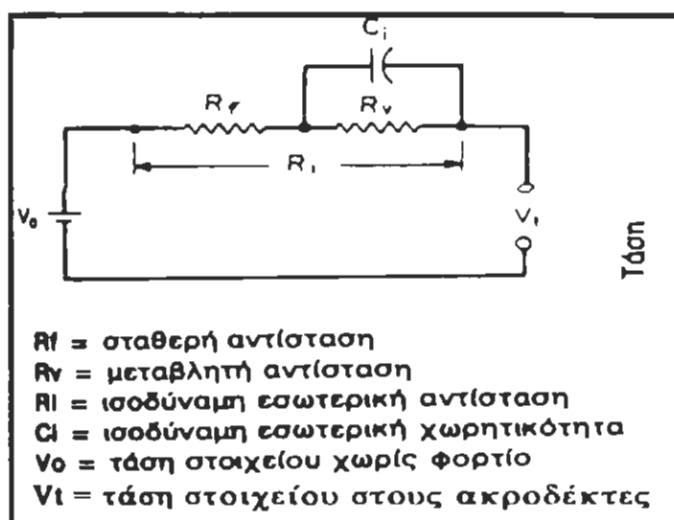 Ci
Rf
Rv
Ri
Vo
Vt
Τάση
Rf = σταθερή αντίσταση
Rv = μεταβλητή αντίσταση
Ri = ισοδύναμη εσωτερική αντίσταση
Ci = ισοδύναμη εσωτερική χωρητικότητα
Vo = τάση στοιχείου χωρίς φορτίο
Vt = τάση στοιχείου στους ακροδέκτες